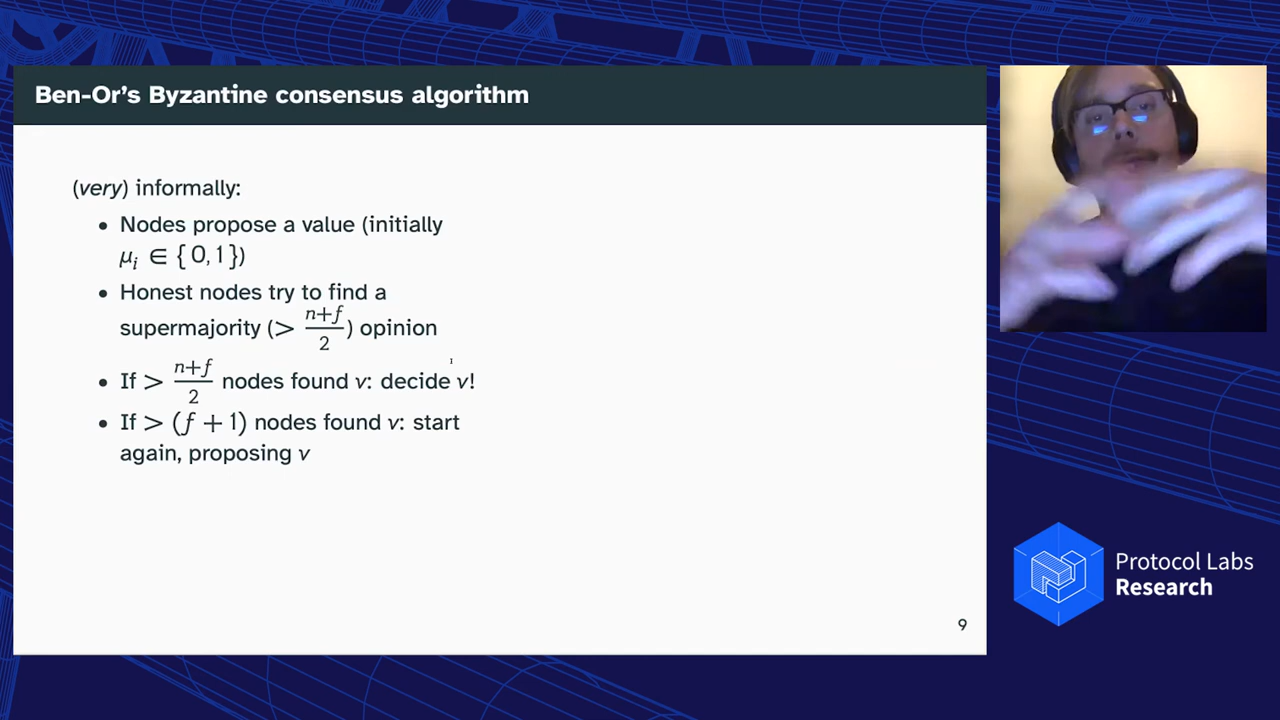 Ben-Or’s Byzantine consensus algorithm
(very) informally:
• Nodes propose a value (initially
μᵢ ∈ {0,1})
• Honest nodes try to find a
supermajority (> (n+f)/2) opinion
• If > (n+f)/2 nodes found v: decide v!
• If > (f + 1) nodes found v: start
again, proposing v
9
Protocol Labs
Research